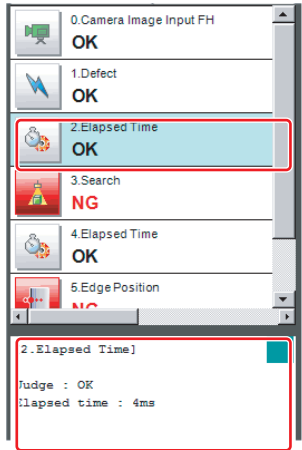 0.Camera Image Input FH
OK
1.Defect
OK
2.Elapsed Time
OK
3.Search
NG
4.Elapsed Time
OK
5.Edge Position
NG
[2.Elapsed Time]
Judge : OK
Elapsed time : 4ms